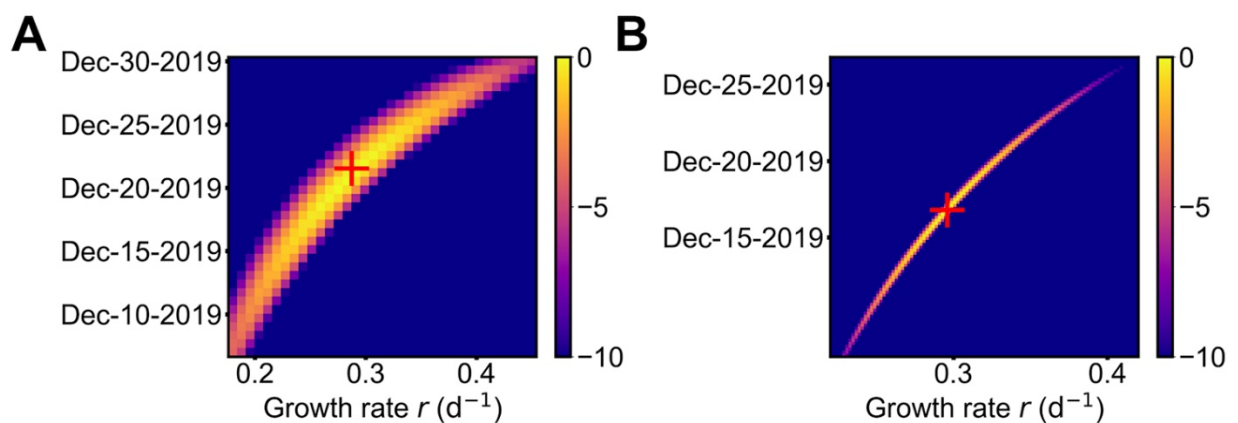 A
Dec-30-2019
Dec-25-2019
Dec-20-2019
Dec-15-2019
Dec-10-2019
0.2 0.3 0.4
Growth rate r (d⁻¹)
0
−5
−10
B
Dec-25-2019
Dec-20-2019
Dec-15-2019
0.3 0.4
Growth rate r (d⁻¹)
0
−5
−10